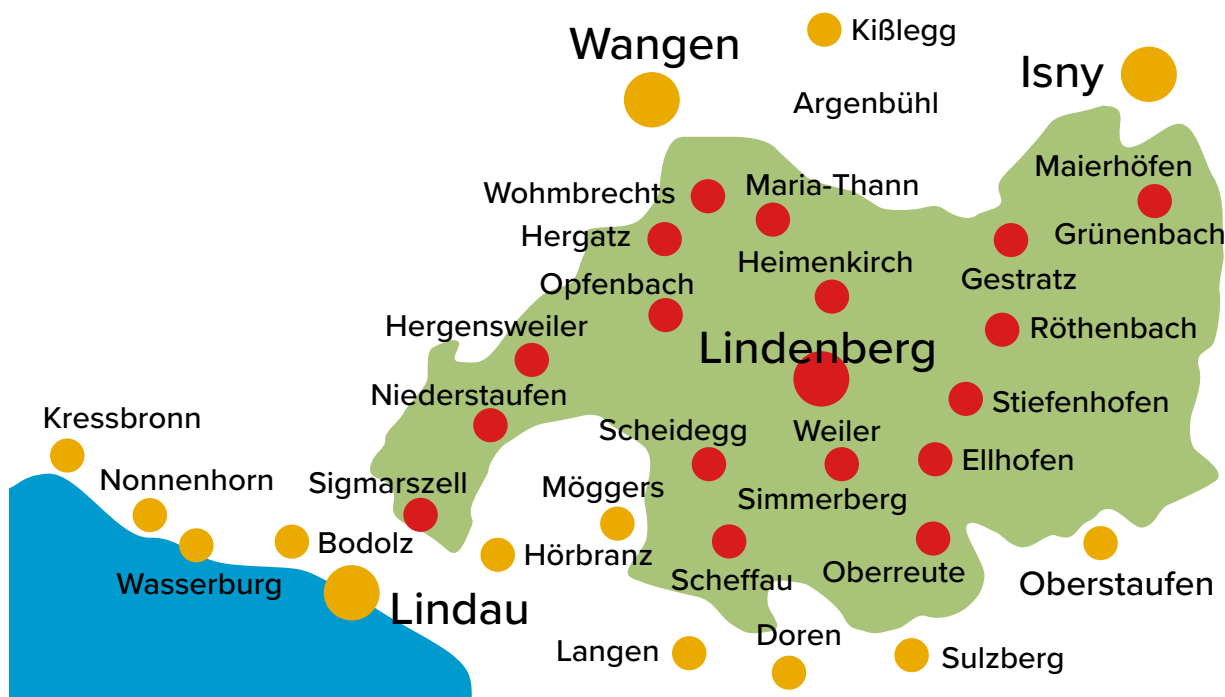 Kißlegg
Wangen
Isny
Argenbühl
Maierhöfen
Wohmbrechts
Maria-Thann
Hergatz
Grünenbach
Heimenkirch
Gestratz
Opfenbach
Hergensweiler
Röthenbach
Lindenberg
Niederstaufen
Stiefenhofen
Kressbronn
Scheidegg
Weiler
Ellhofen
Nonnenhorn
Sigmarszell
Möggers
Simmerberg
Bodolz
Hörbranz
Wasserburg
Scheffau
Oberreute
Oberstaufen
Lindau
Langen
Doren
Sulzberg